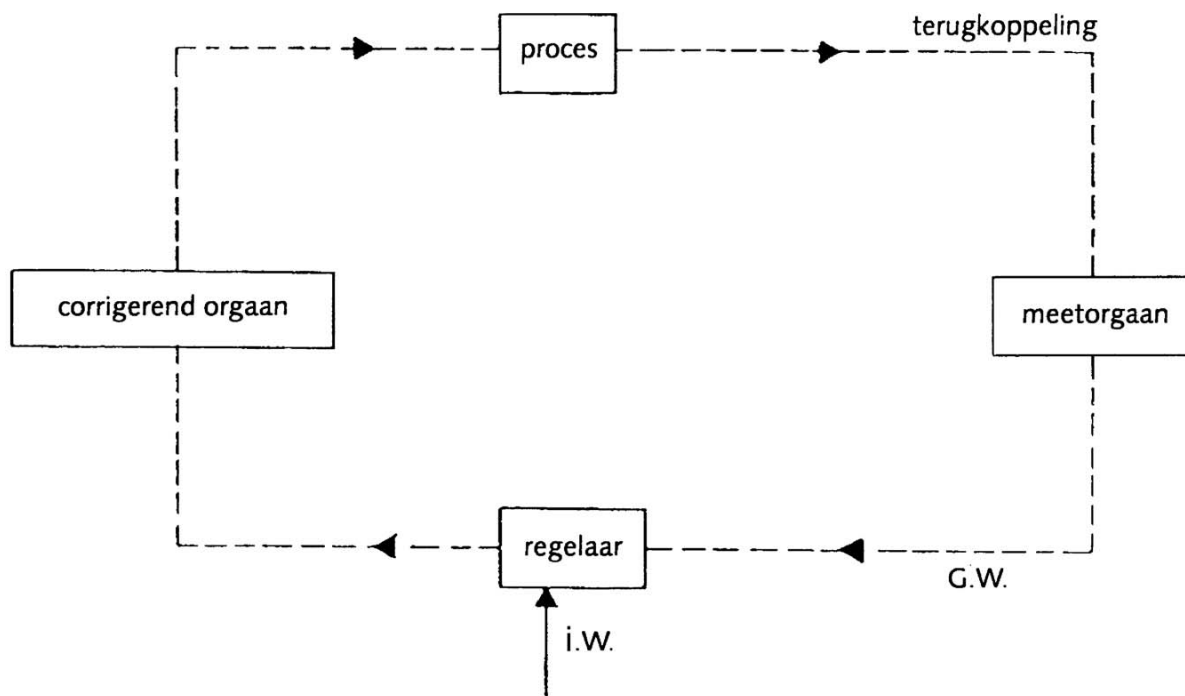 terugkoppeling
proces
corrigerend orgaan
meetorgaan
regelaar
G.W.
i.W.